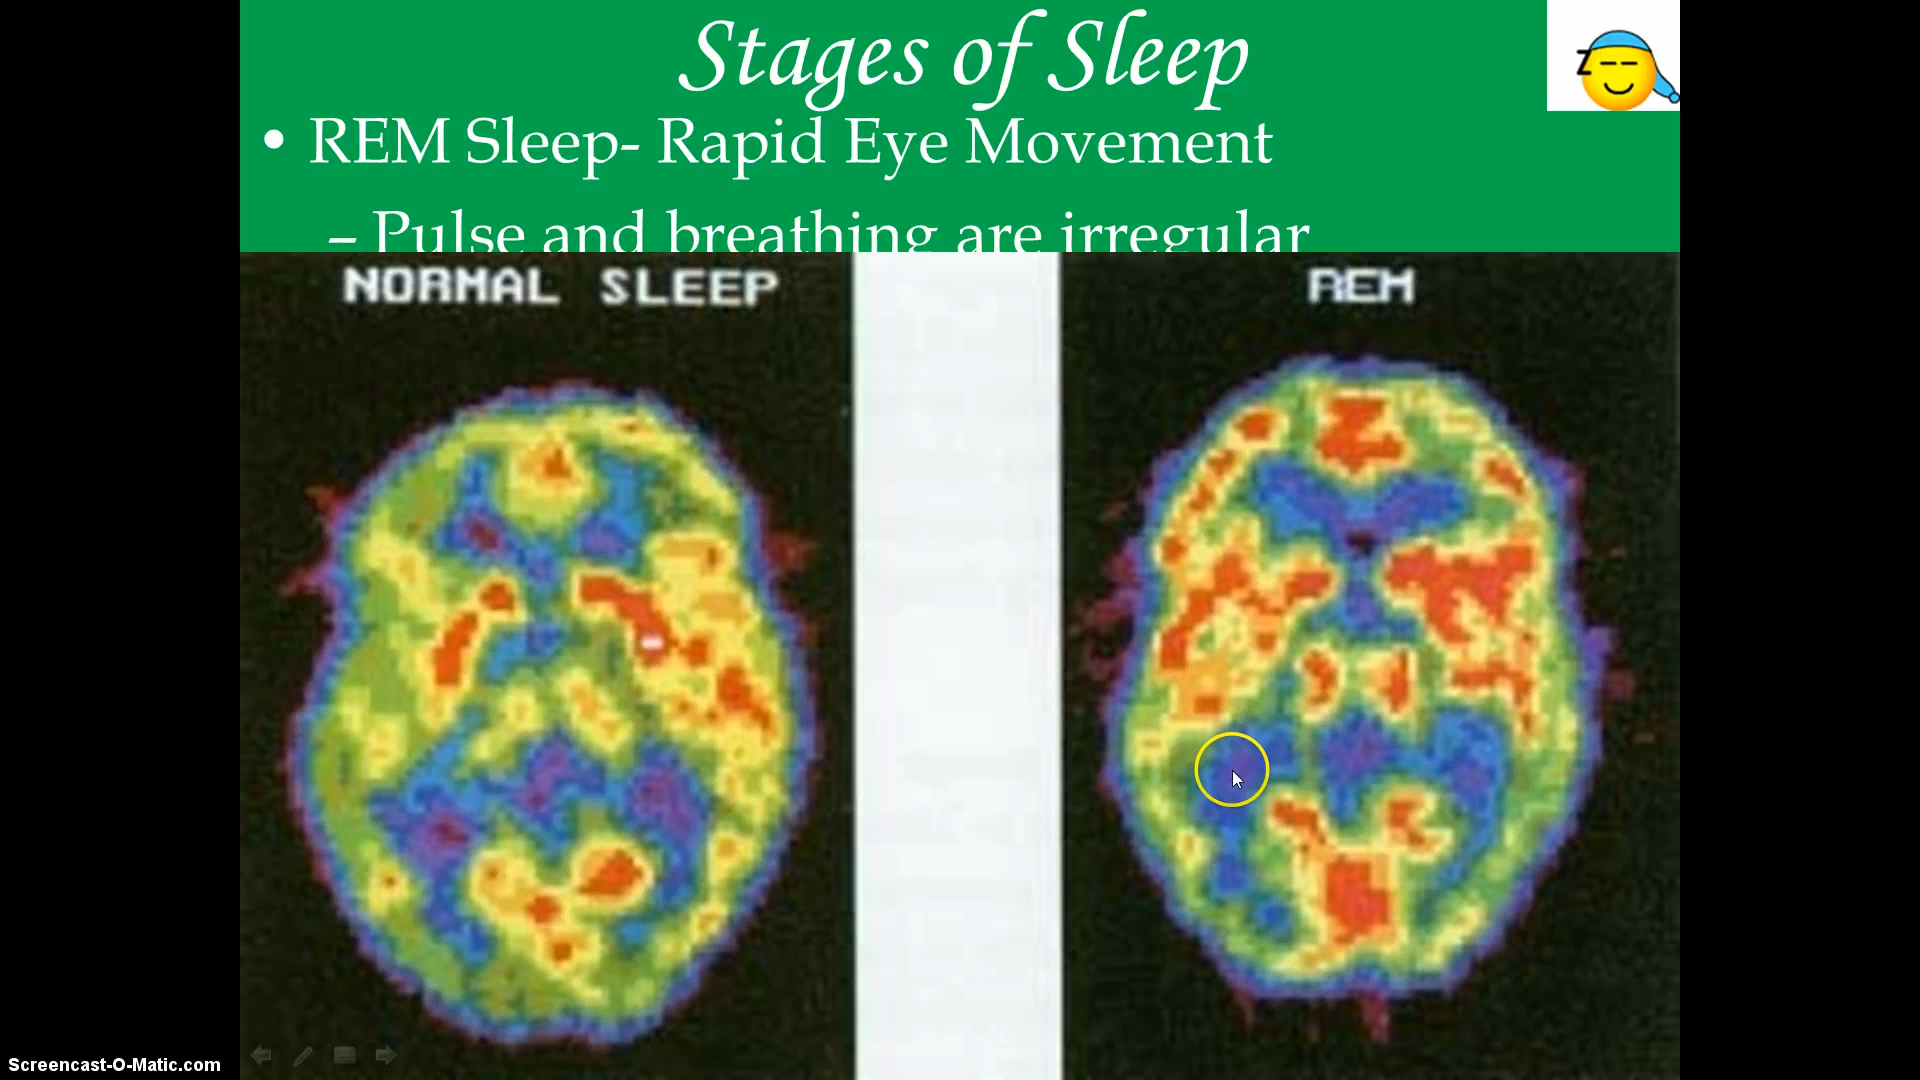 Stages of Sleep
z
• REM Sleep- Rapid Eye Movement
– Pulse and breathing are irregular
NORMAL SLEEP
REM
Screencast-O-Matic.com